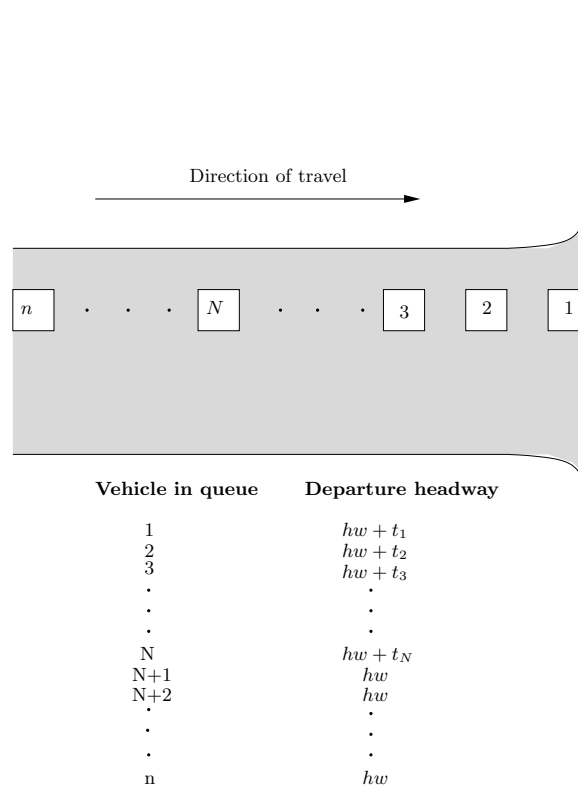 Direction of travel
n . . . N . . . 3 2 1
Vehicle in queue Departure headway
1 hw + t₁
2 hw + t₂
3 hw + t₃
. .
. .
. .
N hw + t_N
N+1 hw
N+2 hw
. .
. .
. .
n hw